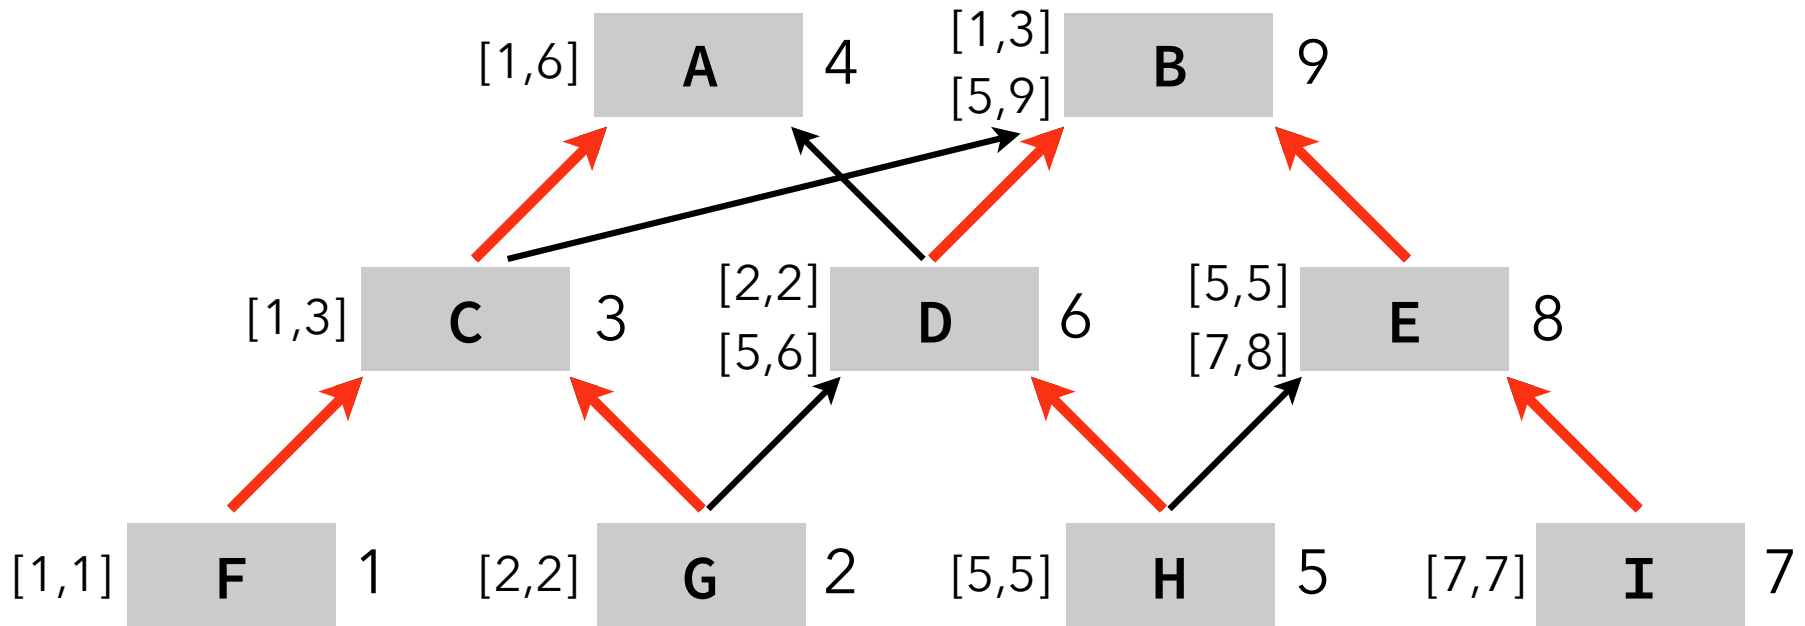 [1,6] A 4
[1,3]
[5,9] B 9
[1,3] C 3
[2,2]
[5,6] D 6
[5,5]
[7,8] E 8
[1,1] F 1
[2,2] G 2
[5,5] H 5
[7,7] I 7